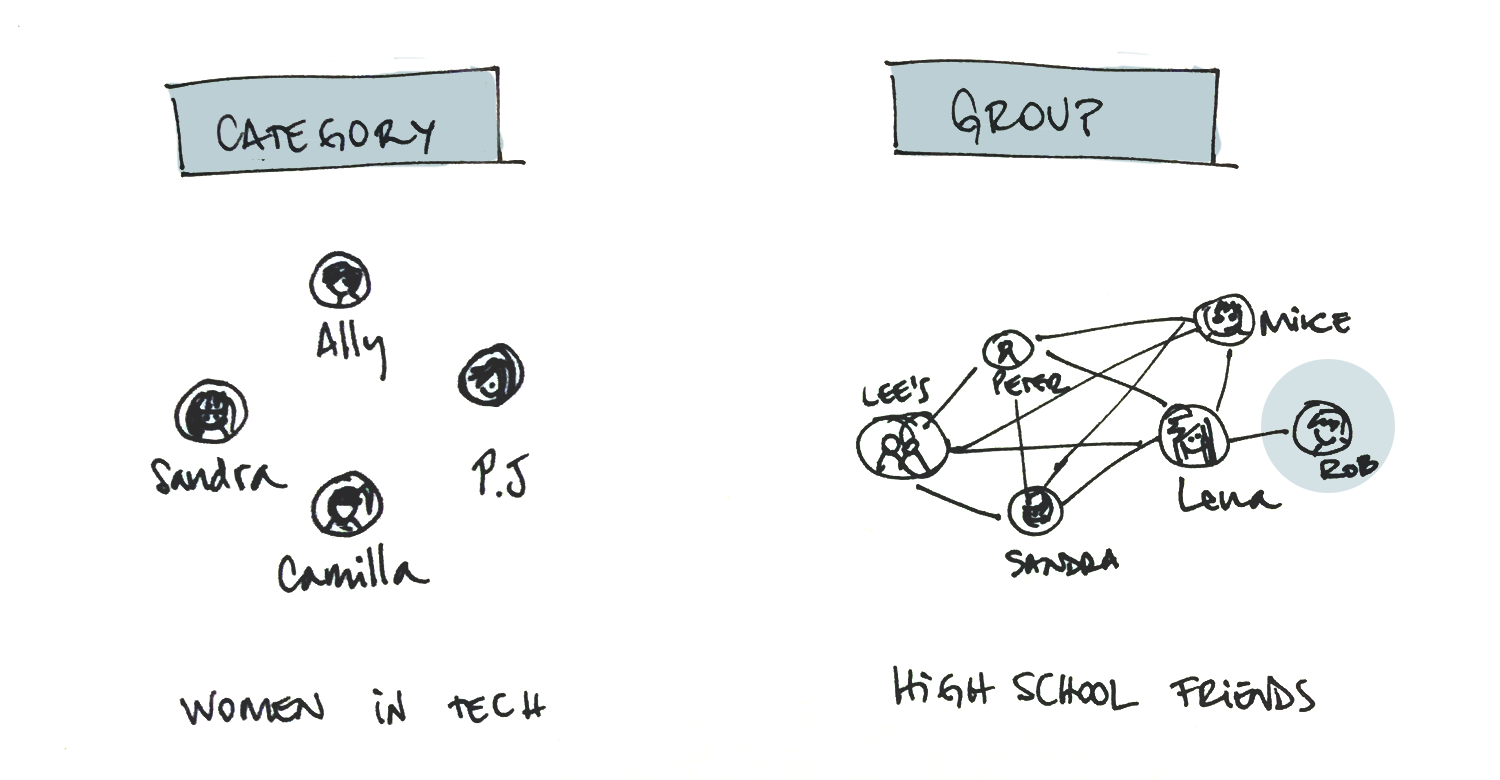 CATEGORY
Ally
Sandra
P.J
Camilla
WOMEN iN TECH
GROUP
MiKE
PETER
LEE'S
ROB
Lena
SANDRA
HiGH SCHOOL FRiENDS